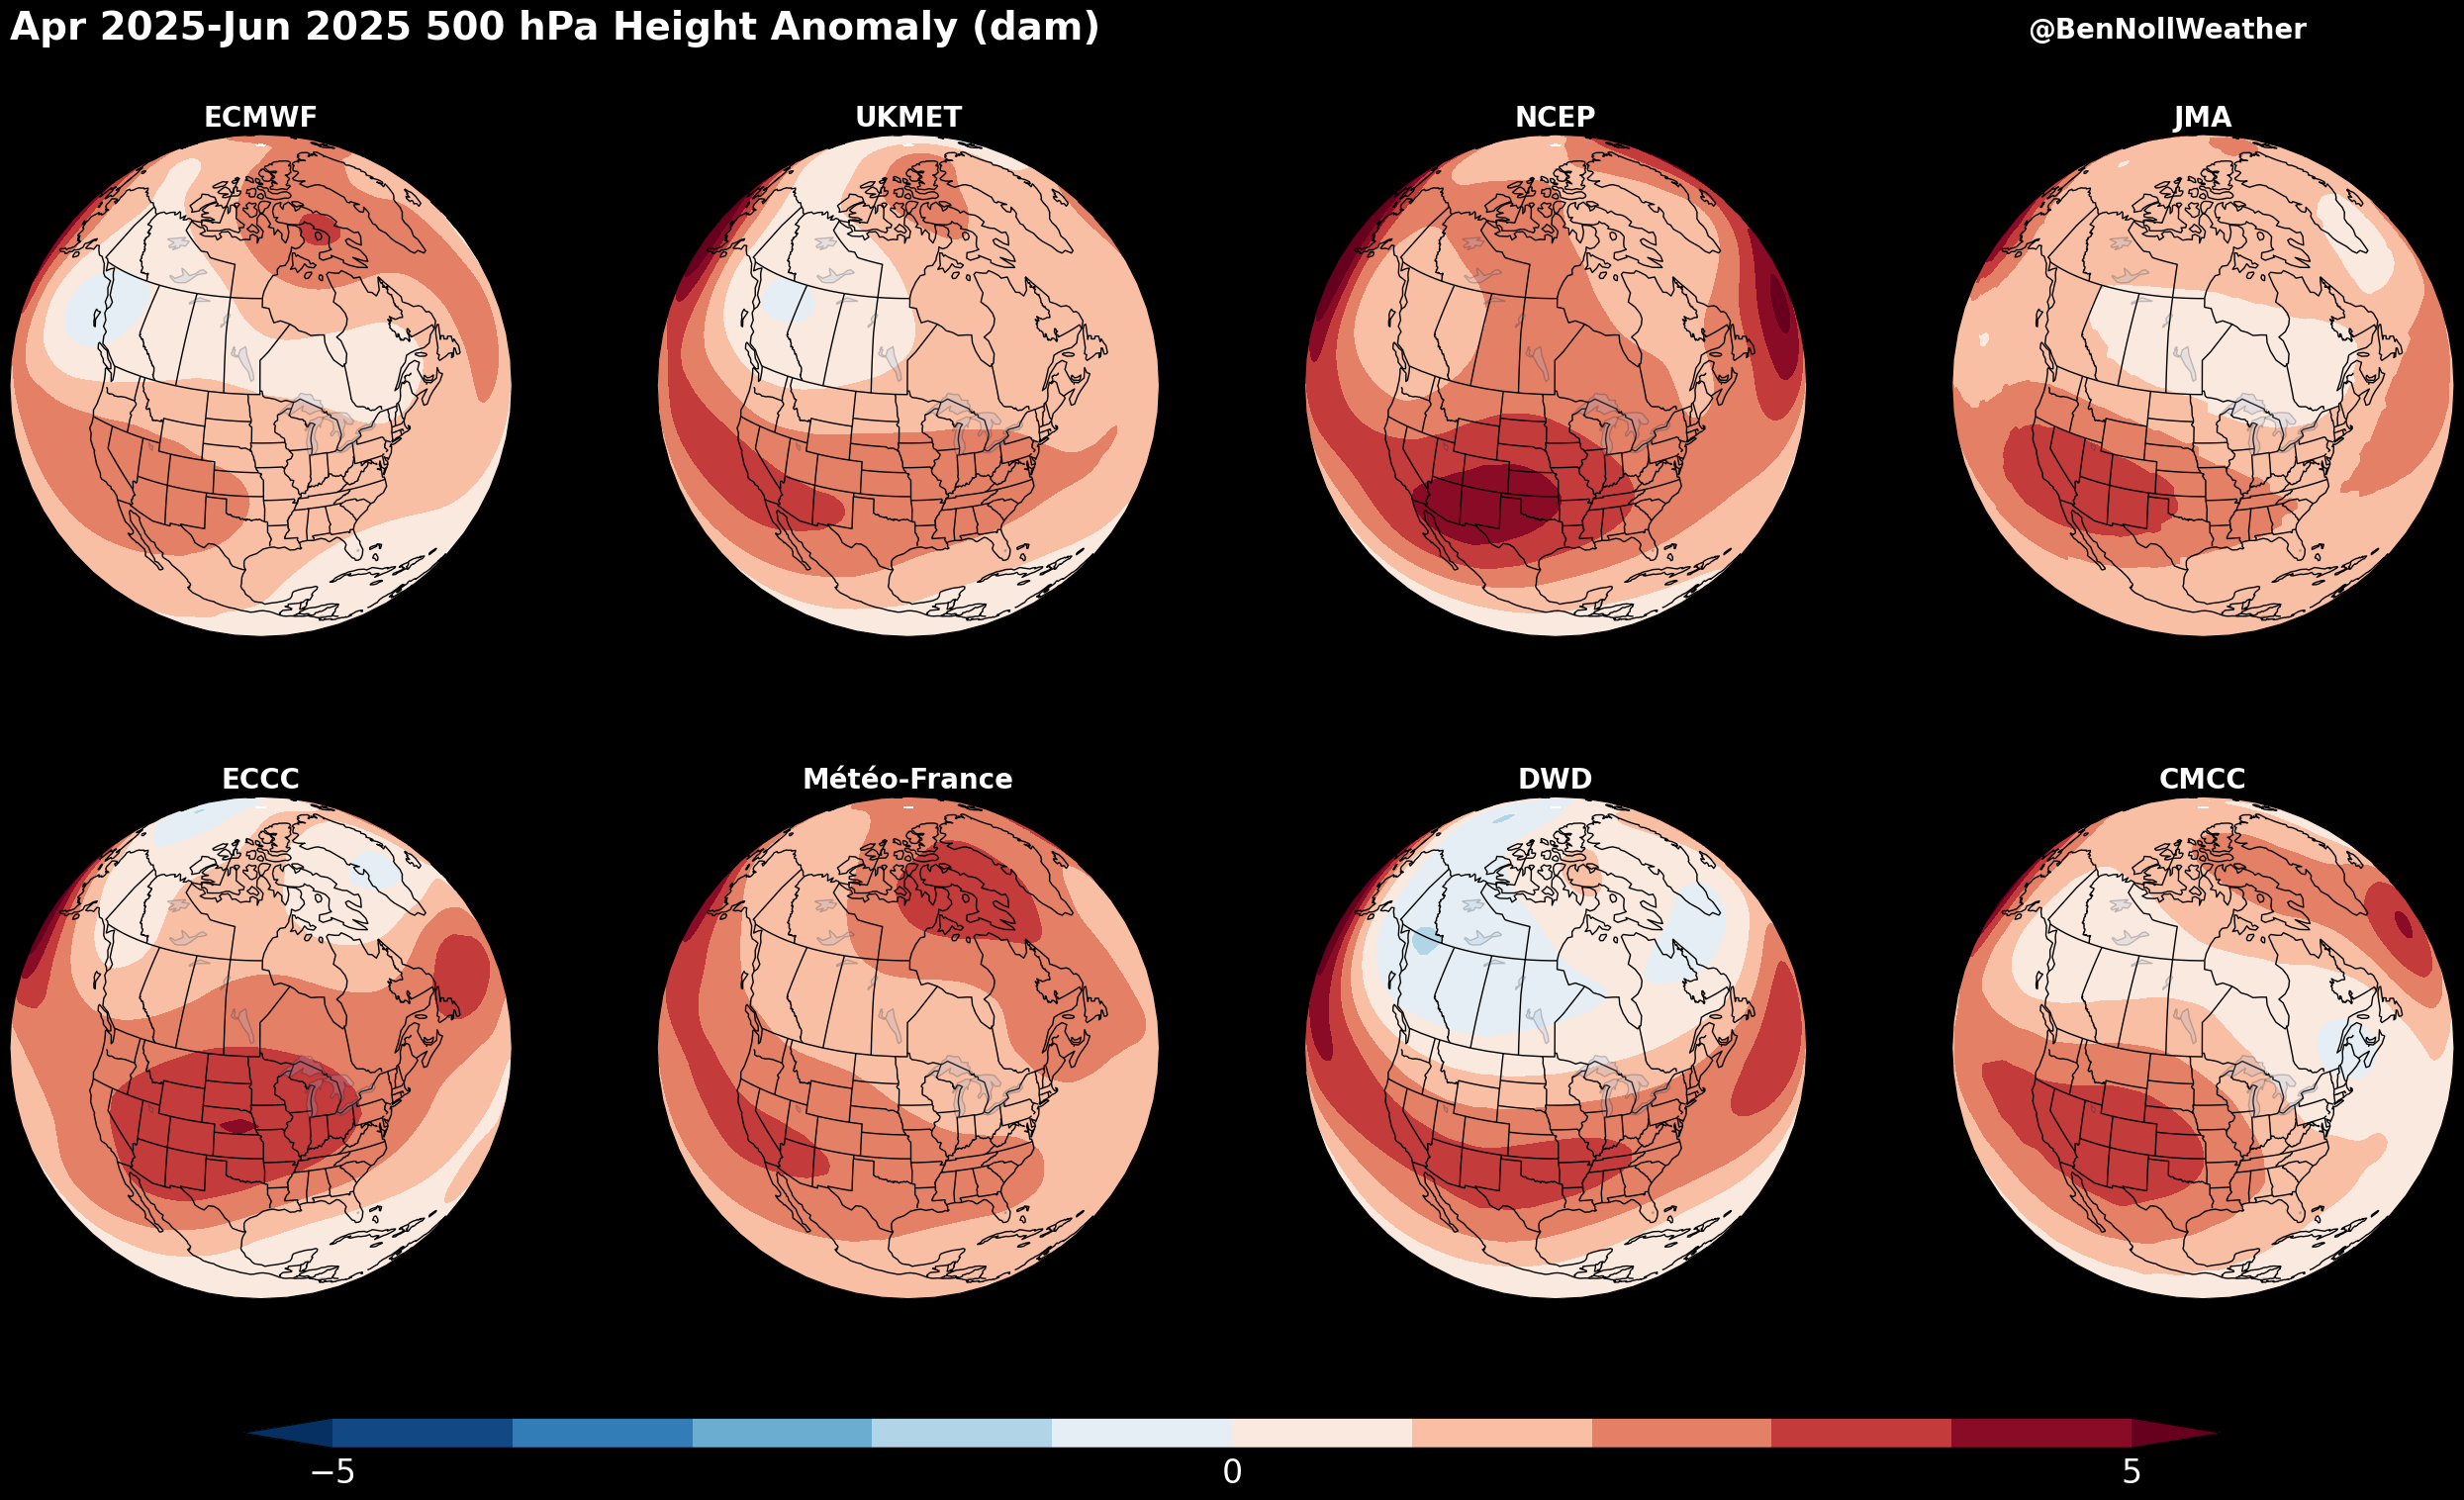 Apr 2025-Jun 2025 500 hPa Height Anomaly (dam)
@BenNollWeather
ECMWF
UKMET
NCEP
JMA
ECCC
Météo-France
DWD
CMCC
−5
0
5